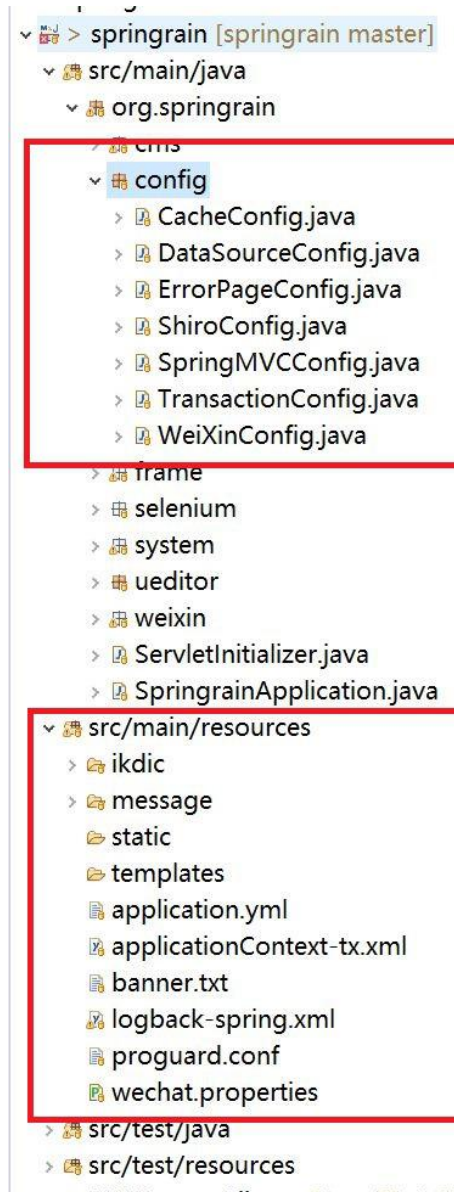 > springrain [springrain master]
src/main/java
org.springrain
cms
config
CacheConfig.java
DataSourceConfig.java
ErrorPageConfig.java
ShiroConfig.java
SpringMVCConfig.java
TransactionConfig.java
WeiXinConfig.java
frame
selenium
system
ueditor
weixin
ServletInitializer.java
SpringrainApplication.java
src/main/resources
ikdic
message
static
templates
application.yml
applicationContext-tx.xml
banner.txt
logback-spring.xml
proguard.conf
wechat.properties
src/test/java
src/test/resources